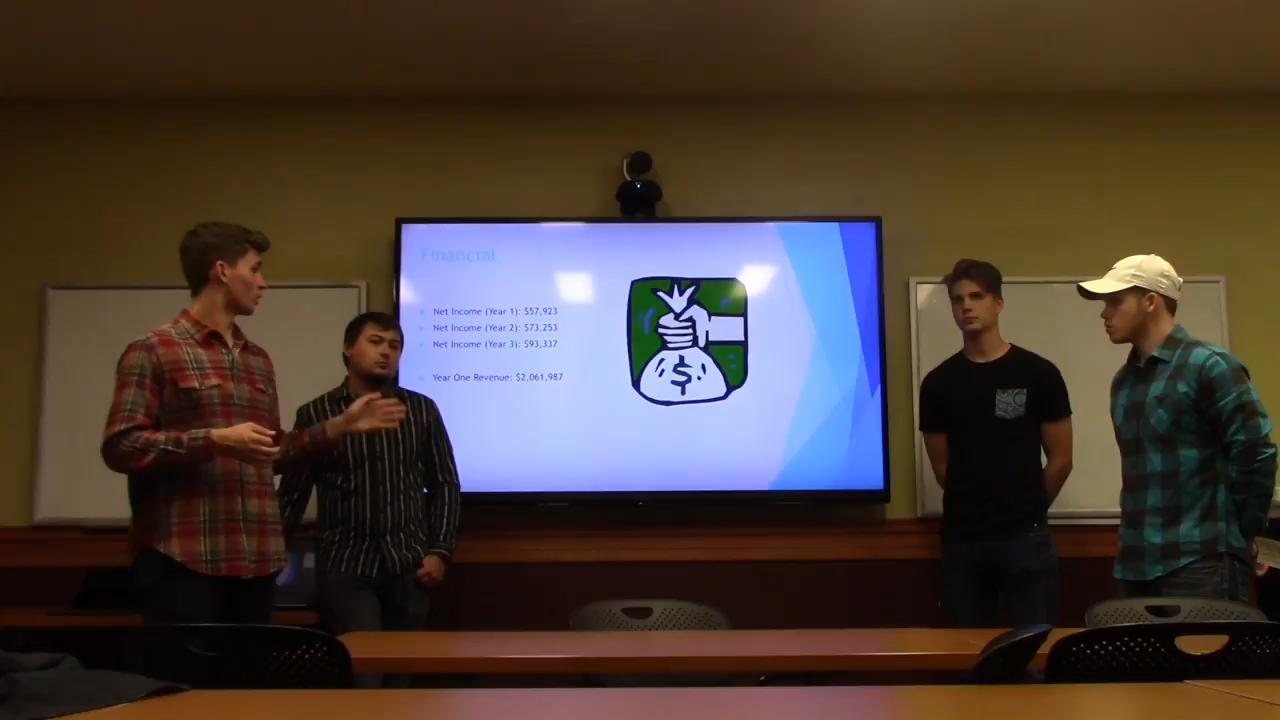 Financial
Net Income (Year 1): $57,923
Net Income (Year 2): $73,253
Net Income (Year 3): $93,337
Year One Revenue: $2,061,987
$